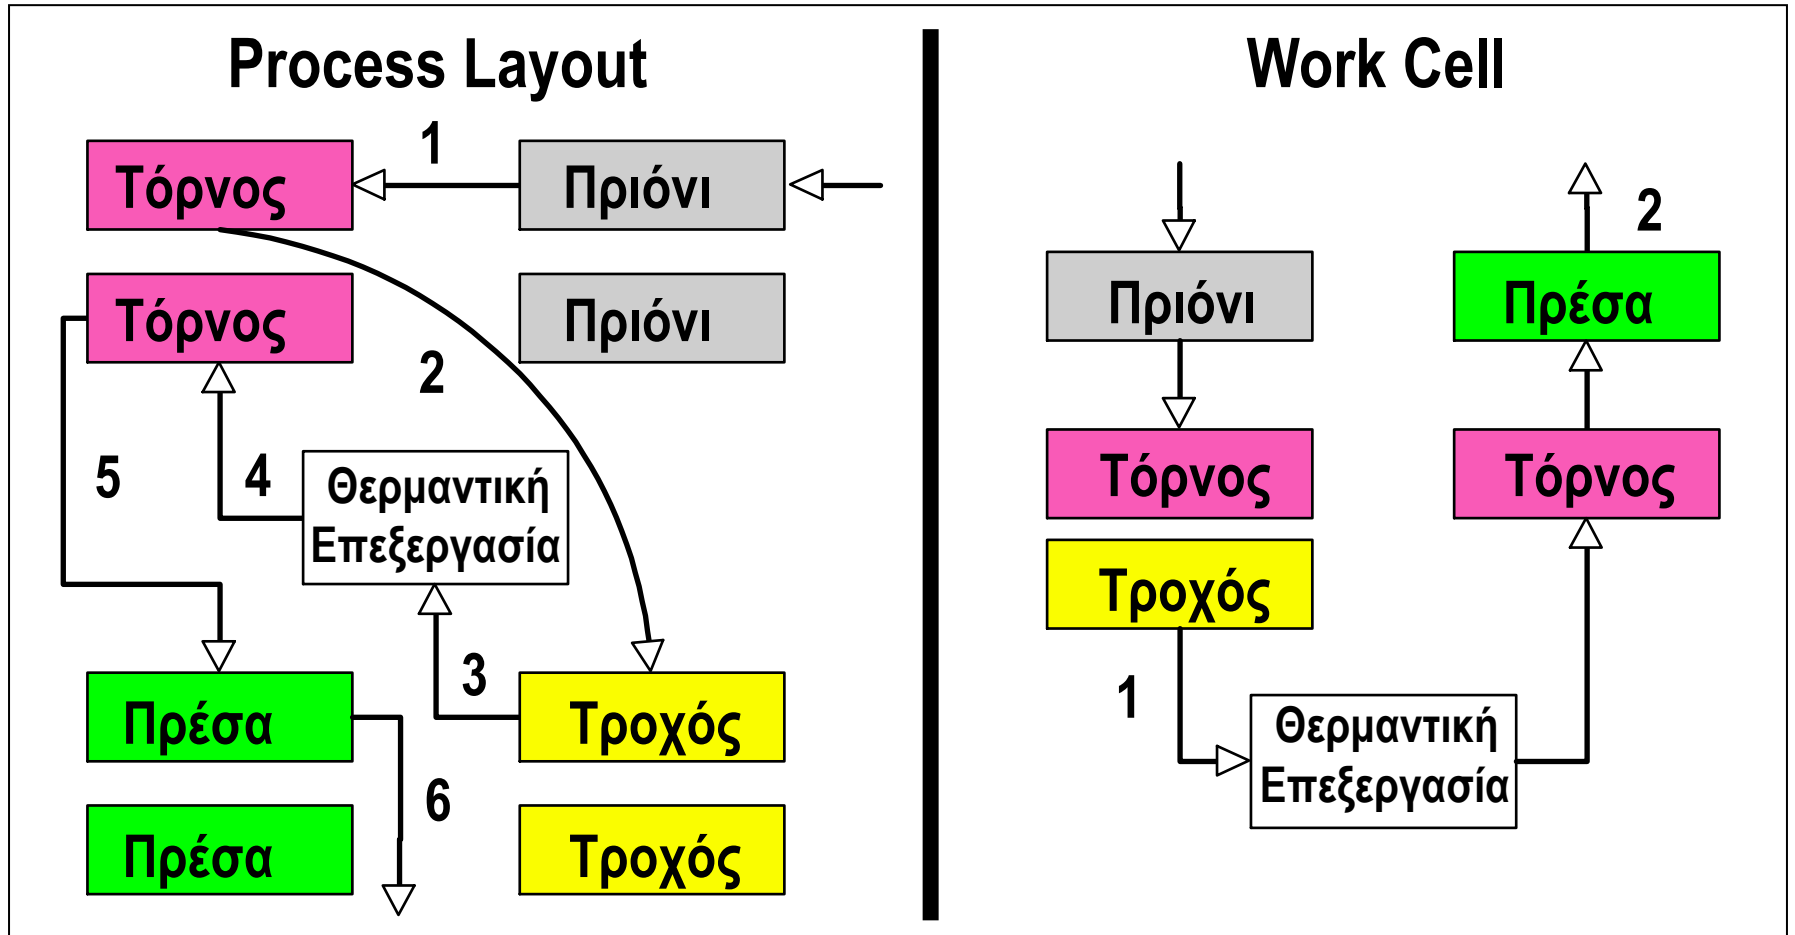 Process Layout
1
Τόρνος
Πριόνι
Τόρνος
Πριόνι
2
5
4
Θερμαντική
Επεξεργασία
3
Πρέσα
Τροχός
6
Πρέσα
Τροχός
Work Cell
2
Πριόνι
Πρέσα
Τόρνος
Τόρνος
Τροχός
1
Θερμαντική
Επεξεργασία